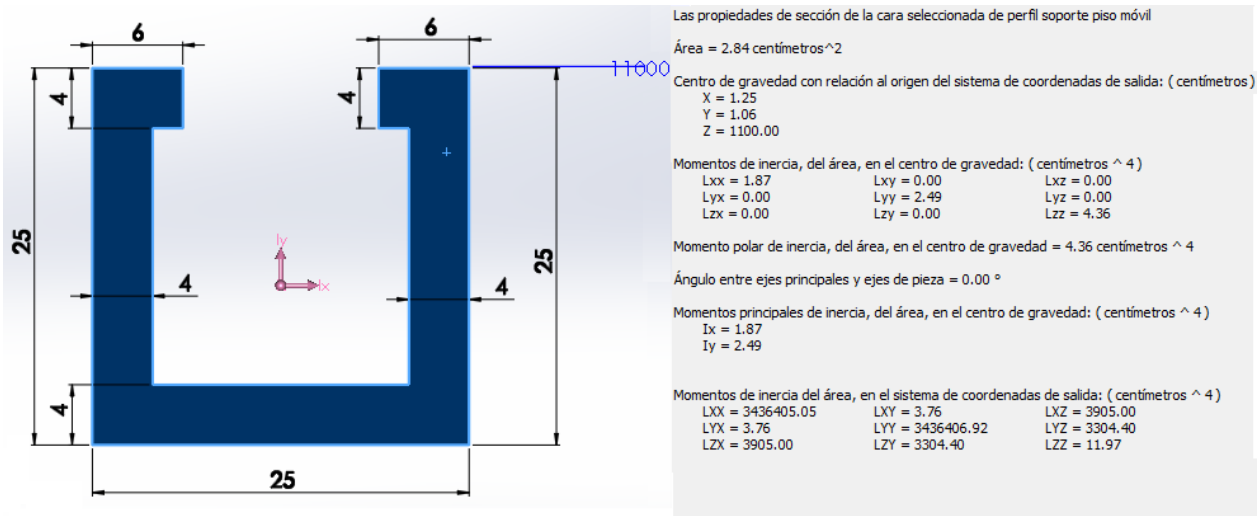 6
6
11000
4
4
25
25
4
4
Iy
Ix
4
25
Las propiedades de sección de la cara seleccionada de perfil soporte piso móvil
Área = 2.84 centímetros^2
Centro de gravedad con relación al origen del sistema de coordenadas de salida: ( centímetros)
X = 1.25
Y = 1.06
Z = 1100.00
Momentos de inercia, del área, en el centro de gravedad: ( centímetros ^ 4 )
Lxx = 1.87 Lxy = 0.00 Lxz = 0.00
Lyx = 0.00 Lyy = 2.49 Lyz = 0.00
Lzx = 0.00 Lzy = 0.00 Lzz = 4.36
Momento polar de inercia, del área, en el centro de gravedad = 4.36 centímetros ^ 4
Ángulo entre ejes principales y ejes de pieza = 0.00 °
Momentos principales de inercia, del área, en el centro de gravedad: ( centímetros ^ 4 )
Ix = 1.87
Iy = 2.49
Momentos de inercia del área, en el sistema de coordenadas de salida: ( centímetros ^ 4 )
LXX = 3436405.05 LXY = 3.76 LXZ = 3905.00
LYX = 3.76 LYY = 3436406.92 LYZ = 3304.40
LZX = 3905.00 LZY = 3304.40 LZZ = 11.97